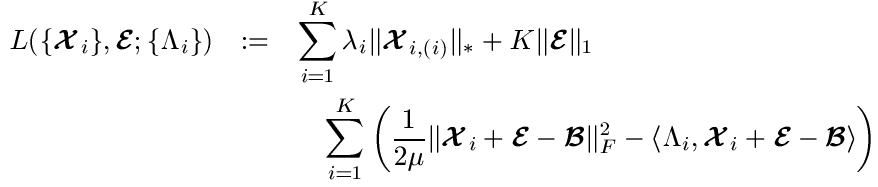 L({𝓧_i}, 𝓔; {Λ_i}) := ∑_{i=1}^{K} λ_i||𝓧_{i,(i)}||_* + K||𝓔||_1
∑_{i=1}^{K} (1/(2μ) ||𝓧_i + 𝓔 − 𝓑||_F^2 − ⟨Λ_i, 𝓧_i + 𝓔 − 𝓑⟩)